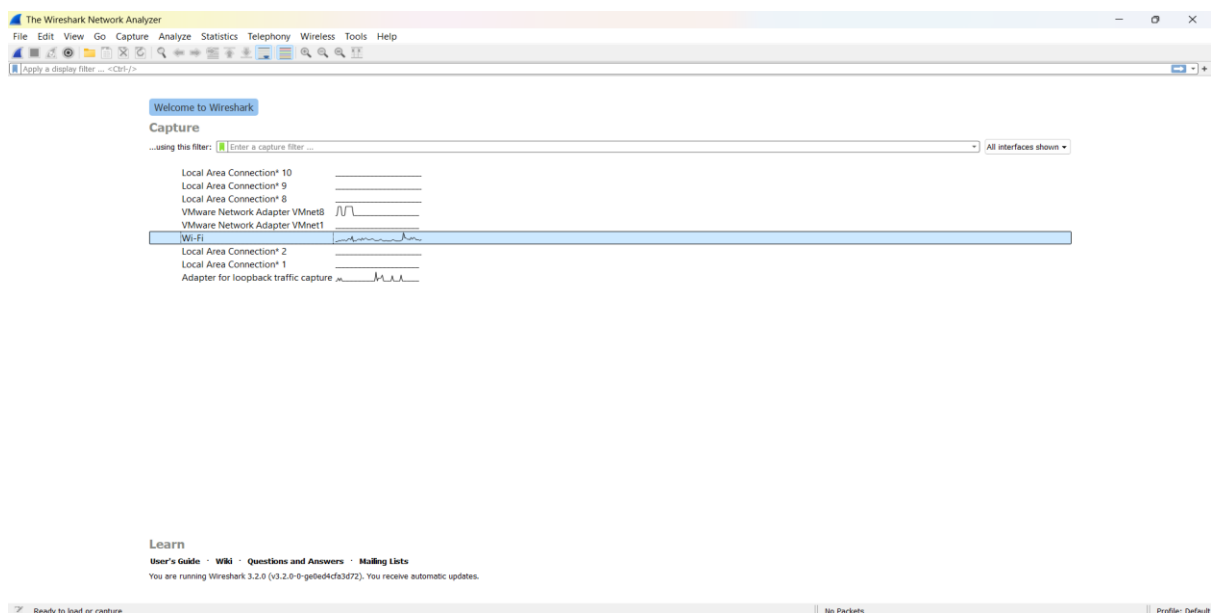 The Wireshark Network Analyzer
File Edit View Go Capture Analyze Statistics Telephony Wireless Tools Help
Apply a display filter ... <Ctrl-/>
Welcome to Wireshark
Capture
...using this filter: Enter a capture filter ... All interfaces shown
Local Area Connection* 10
Local Area Connection* 9
Local Area Connection* 8
VMware Network Adapter VMnet8
VMware Network Adapter VMnet1
Wi-Fi
Local Area Connection* 2
Local Area Connection* 1
Adapter for loopback traffic capture
Learn
User's Guide · Wiki · Questions and Answers · Mailing Lists
You are running Wireshark 3.2.0 (v3.2.0-0-ge0ed4cfa3d72). You receive automatic updates.
Ready to load or capture No Packets Profile: Default